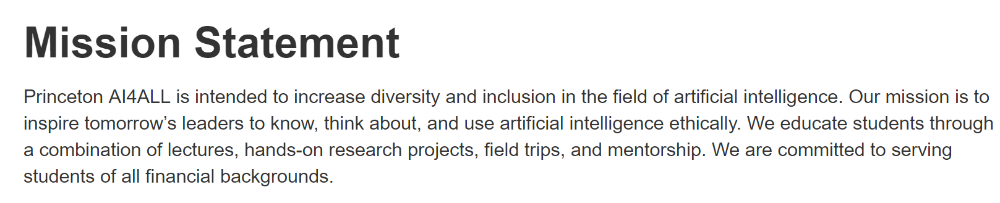 Mission Statement
Princeton AI4ALL is intended to increase diversity and inclusion in the field of artificial intelligence. Our mission is to
inspire tomorrow’s leaders to know, think about, and use artificial intelligence ethically. We educate students through
a combination of lectures, hands-on research projects, field trips, and mentorship. We are committed to serving
students of all financial backgrounds.